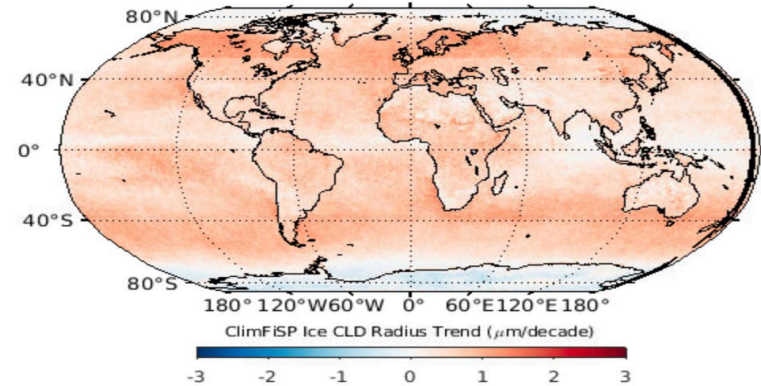 80°N
40°N
0°
40°S
80°S
180° 120°W 60°W 0° 60°E 120°E 180°
ClimFiSP Ice CLD Radius Trend (μm/decade)
-3 -2 -1 0 1 2 3